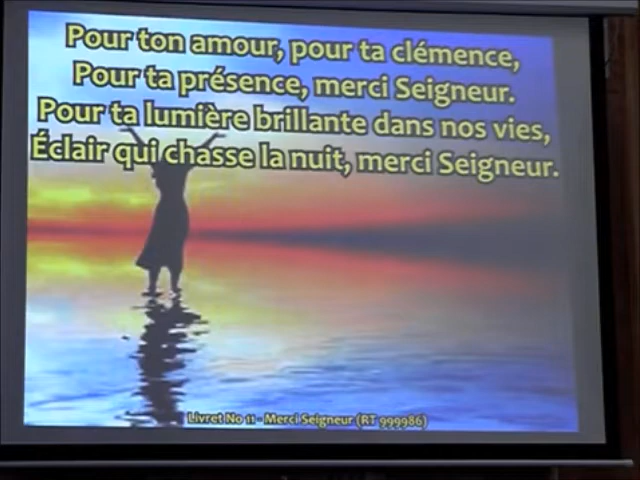 Pour ton amour, pour ta clémence,
Pour ta présence, merci Seigneur.
Pour ta lumière brillante dans nos vies,
Éclair qui chasse la nuit, merci Seigneur.
Livret No 11 - Merci Seigneur (RT 999986)